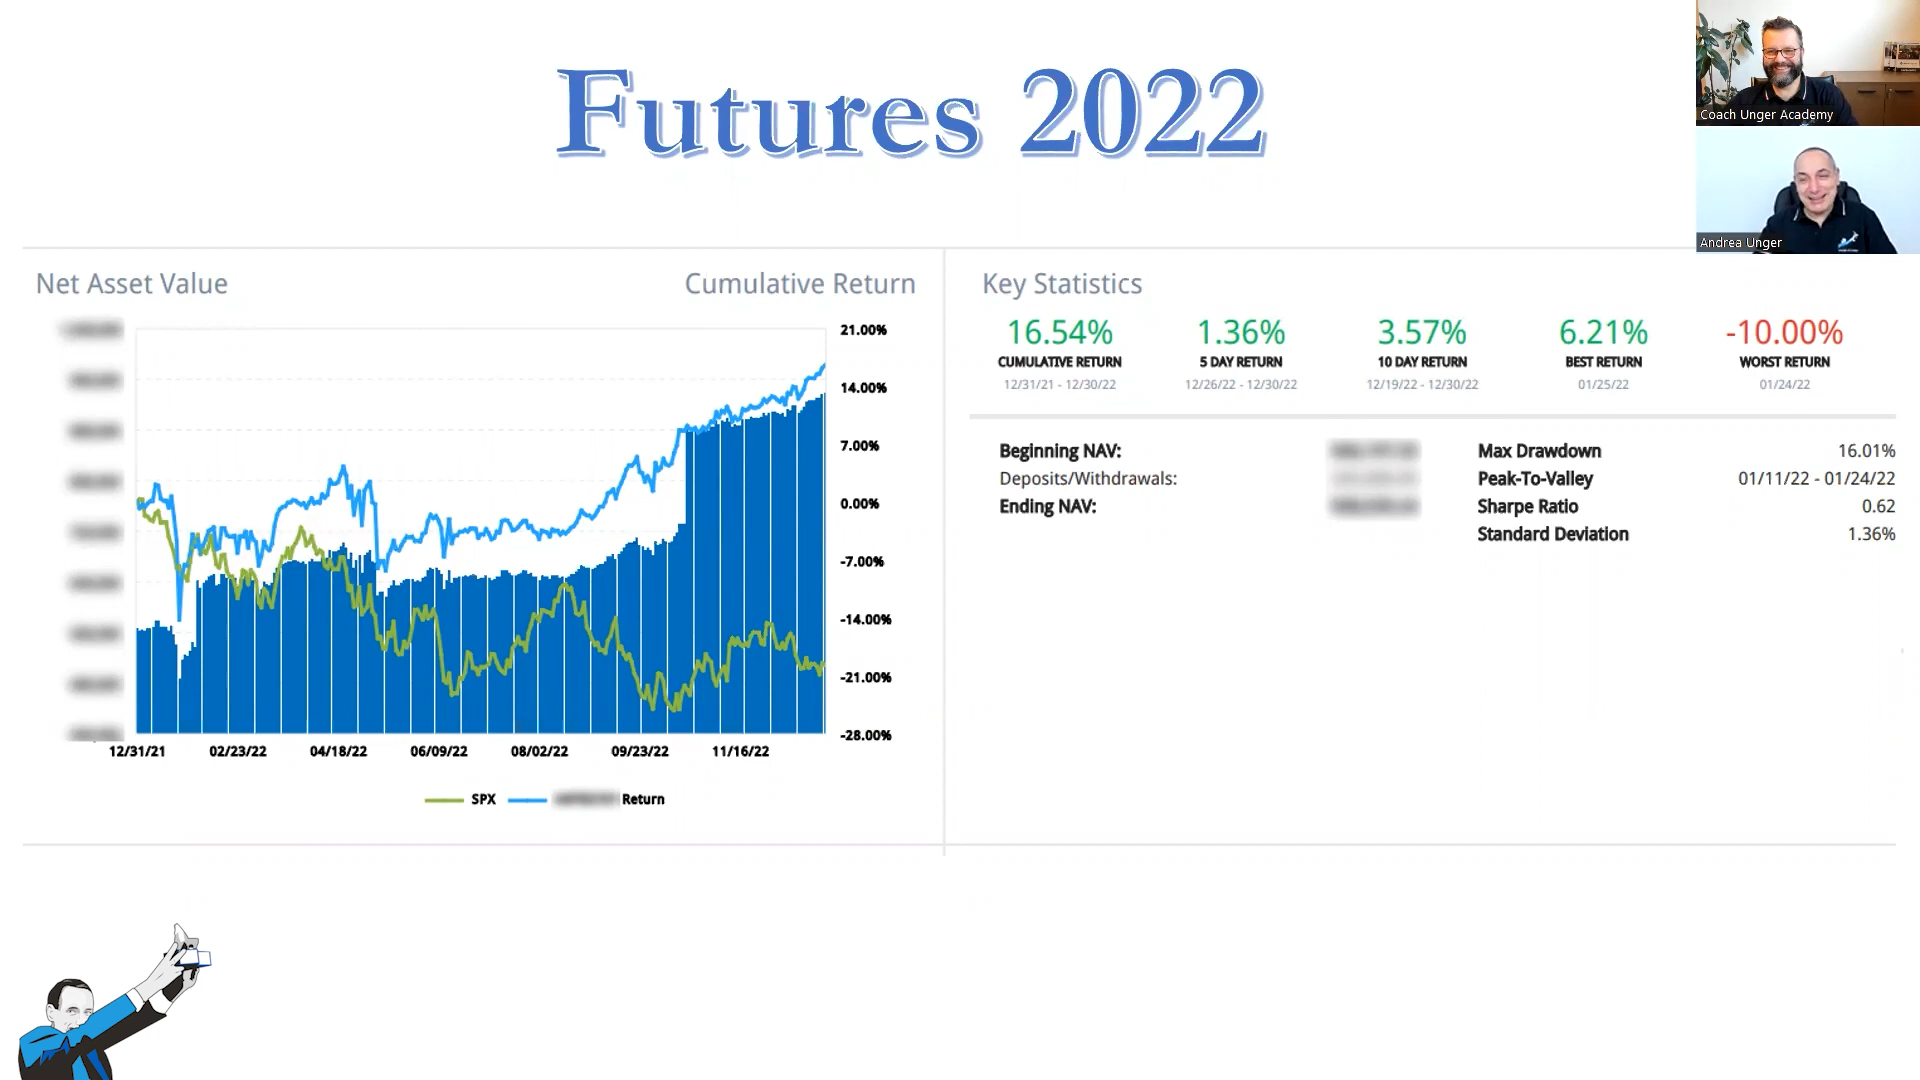 Futures 2022
Coach Unger Academy
Andrea Unger
Net Asset Value
Cumulative Return
21.00%
14.00%
7.00%
0.00%
-7.00%
-14.00%
-21.00%
-28.00%
12/31/21 02/23/22 04/18/22 06/09/22 08/02/22 09/23/22 11/16/22
SPX
Return
Key Statistics
16.54% 1.36% 3.57% 6.21% -10.00%
CUMULATIVE RETURN 5 DAY RETURN 10 DAY RETURN BEST RETURN WORST RETURN
12/31/21 - 12/30/22 12/26/22 - 12/30/22 12/19/22 - 12/30/22 01/25/22 01/24/22
Beginning NAV:
Deposits/Withdrawals:
Ending NAV:
Max Drawdown 16.01%
Peak-To-Valley 01/11/22 - 01/24/22
Sharpe Ratio 0.62
Standard Deviation 1.36%